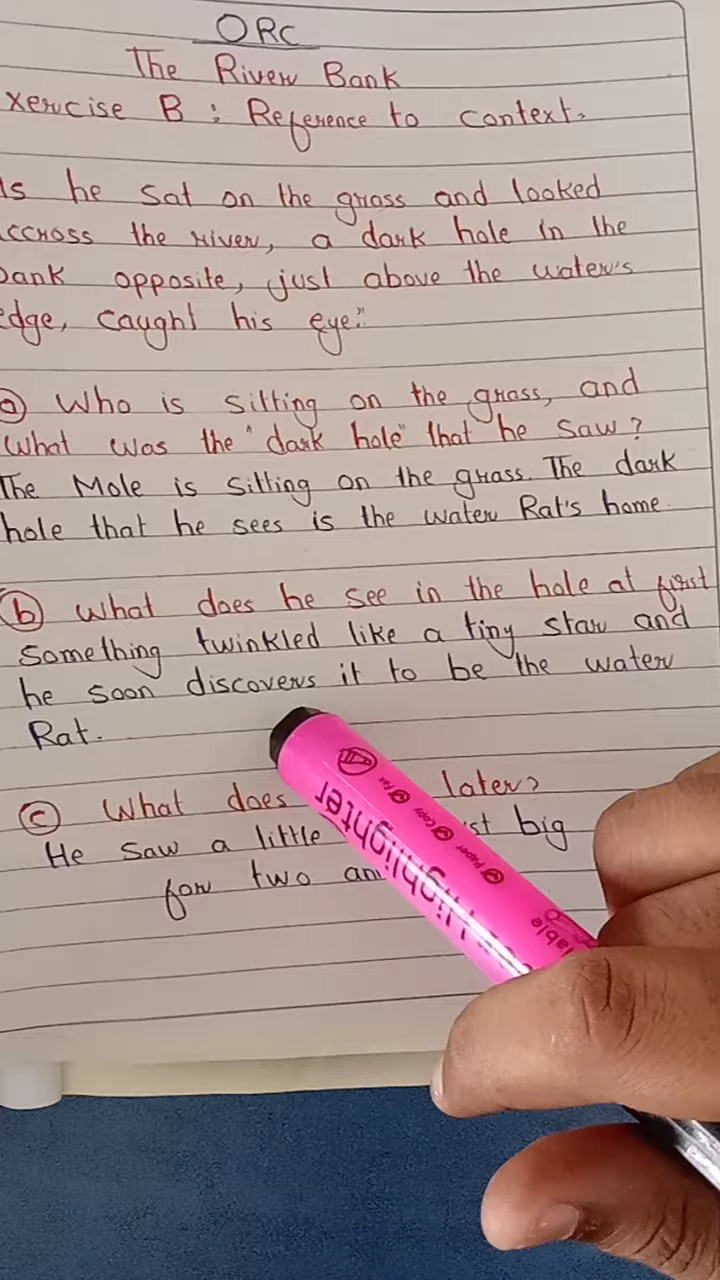 ORC
The River Bank
xercise B : Reference to context.
s he sat on the grass and looked
ccross the river, a dark hole in the
bank opposite, just above the water's
edge, caught his eye."
a) Who is sitting on the grass, and
What was the "dark hole" that he saw?
The Mole is sitting on the grass. The dark
hole that he sees is the water Rat's home.
b) What does he see in the hole at first
Something twinkled like a tiny star and
he soon discovers it to be the water
Rat.
c) What does later?
He saw a little st big
for two an
Highlighter
Paper Copy Fax